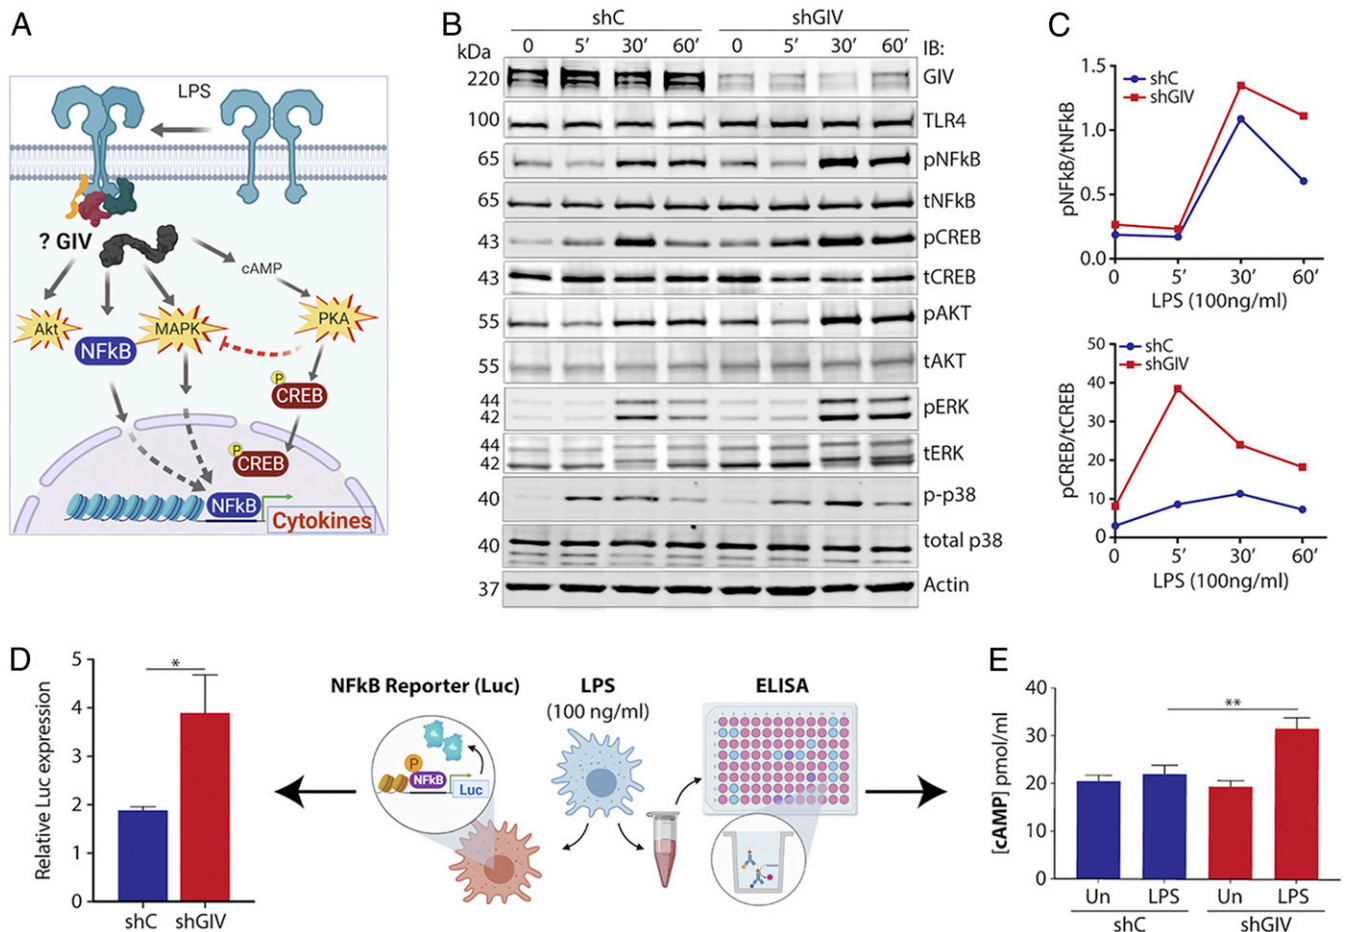 A
LPS
? GIV
cAMP
Akt
NFkB
MAPK
PKA
P
CREB
P
CREB
NFkB
Cytokines
B
shC shGIV
kDa 0 5' 30' 60' 0 5' 30' 60' IB:
220 GIV
100 TLR4
65 pNFkB
65 tNFkB
43 pCREB
43 tCREB
55 pAKT
55 tAKT
44
42 pERK
44
42 tERK
40 p-p38
40 total p38
37 Actin
C
shC
shGIV
pNFkB/tNFkB
1.5
1.0
0.5
0.0
0 5' 30' 60'
LPS (100ng/ml)
shC
shGIV
pCREB/tCREB
50
40
30
20
10
0
0 5' 30' 60'
LPS (100ng/ml)
D
Relative Luc expression
5
4
3
2
1
0
*
shC shGIV
NFkB Reporter (Luc)
P
NFkB
Luc
LPS
(100 ng/ml)
ELISA
E
[cAMP] pmol/ml
40
30
20
10
0
**
Un LPS Un LPS
shC shGIV